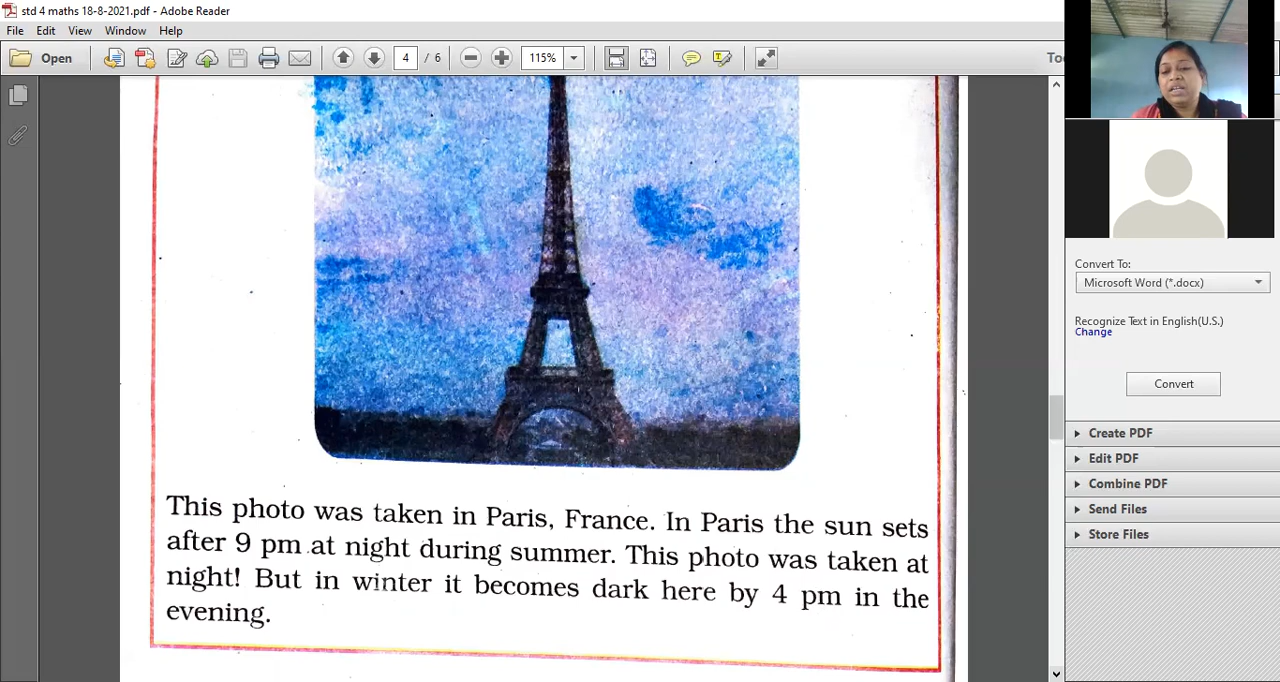 std 4 maths 18-8-2021.pdf - Adobe Reader
File Edit View Window Help
Open 4 / 6 115%
Convert To:
Microsoft Word (*.docx)
Recognize Text in English(U.S.)
Change
Convert
Create PDF
Edit PDF
Combine PDF
Send Files
Store Files
This photo was taken in Paris, France. In Paris the sun sets
after 9 pm at night during summer. This photo was taken at
night! But in winter it becomes dark here by 4 pm in the
evening.